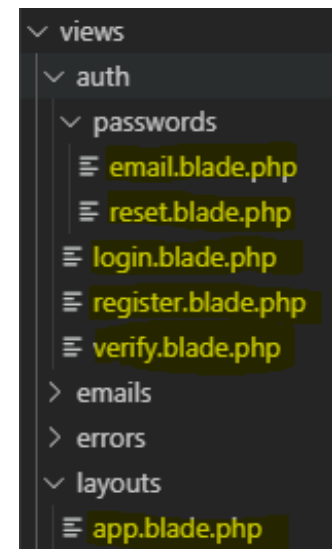 views
auth
passwords
email.blade.php
reset.blade.php
login.blade.php
register.blade.php
verify.blade.php
emails
errors
layouts
app.blade.php